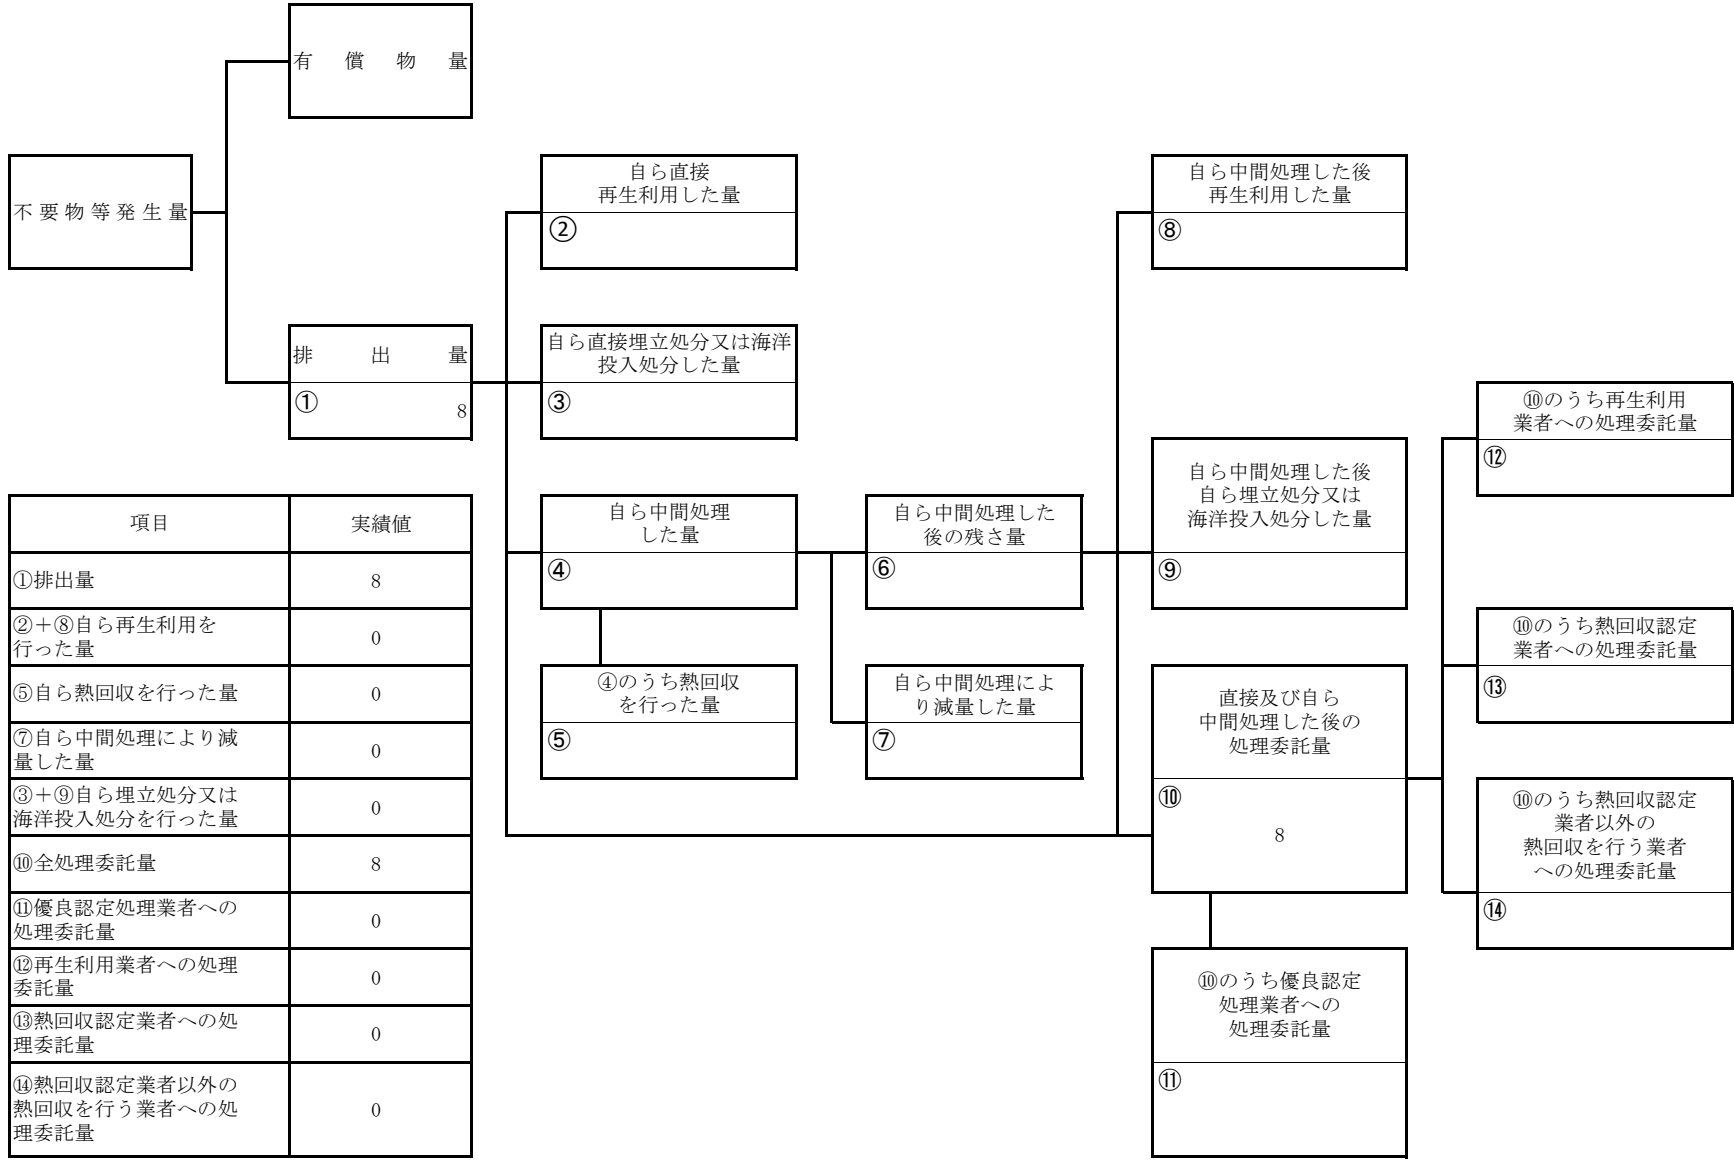 有償物量
不要物等発生量
排出量
①
8
自ら直接
再生利用した量
②
自ら直接埋立処分又は海洋
投入処分した量
③
自ら中間処理
した量
④
④のうち熱回収
を行った量
⑤
自ら中間処理した
後の残さ量
⑥
自ら中間処理によ
り減量した量
⑦
自ら中間処理した後
再生利用した量
⑧
自ら中間処理した後
自ら埋立処分又は
海洋投入処分した量
⑨
直接及び自ら
中間処理した後の
処理委託量
⑩
8
⑩のうち優良認定
処理業者への
処理委託量
⑪
⑩のうち再生利用
業者への処理委託量
⑫
⑩のうち熱回収認定
業者への処理委託量
⑬
⑩のうち熱回収認定
業者以外の
熱回収を行う業者
への処理委託量
⑭
項目 実績値
①排出量 8
②＋⑧自ら再生利用を
行った量 0
⑤自ら熱回収を行った量 0
⑦自ら中間処理により減
量した量 0
③＋⑨自ら埋立処分又は
海洋投入処分を行った量 0
⑩全処理委託量 8
⑪優良認定処理業者への
処理委託量 0
⑫再生利用業者への処理
委託量 0
⑬熱回収認定業者への処
理委託量 0
⑭熱回収認定業者以外の
熱回収を行う業者への処 0
理委託量